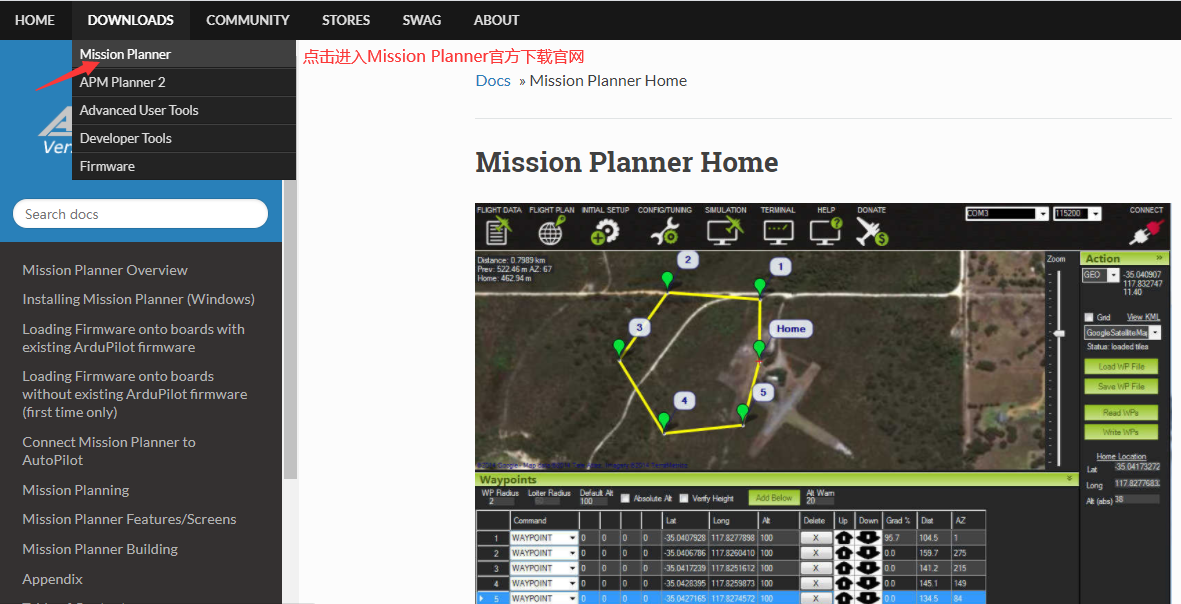 HOME DOWNLOADS COMMUNITY STORES SWAG ABOUT
Mission Planner
APM Planner 2
Advanced User Tools
Developer Tools
Firmware
点击进入Mission Planner官方下载官网
Docs » Mission Planner Home
Ver
Search docs
Mission Planner Overview
Installing Mission Planner (Windows)
Loading Firmware onto boards with
existing ArduPilot firmware
Loading Firmware onto boards
without existing ArduPilot firmware
(first time only)
Connect Mission Planner to
AutoPilot
Mission Planning
Mission Planner Features/Screens
Mission Planner Building
Appendix
Mission Planner Home
FLIGHT DATA FLIGHT PLAN INITIAL SETUP CONFIG/TUNING SIMULATION TERMINAL HELP DONATE COM3 115200 CONNECT
Distance: 0.7989 km
Prev: 522.46 m AZ: 67
Home: 462.94 m
2
1
3
Home
4
5
Zoom
Action
GEO -35.040907
117.832747
11.40
Grid View KML
GoogleSatelliteMap
Status: loaded tiles
Load WP File
Save WP File
Read WPs
Write WPs
Home Location
Lat -35.04173272
Long 117.8277683
Alt (abs) 38
Waypoints
WP Radius Loiter Radius Default Alt Absolute Alt Verify Height Add Below Alt Warn
2 100 20
Command Lat Long Alt Delete Up Down Grad % Dist AZ
1 WAYPOINT 0 0 0 0 -35.0407928 117.8277898 100 X 95.7 104.5 1
2 WAYPOINT 0 0 0 0 -35.0406786 117.8260410 100 X 0.0 159.7 275
3 WAYPOINT 0 0 0 0 -35.0417239 117.8251612 100 X 0.0 141.2 215
4 WAYPOINT 0 0 0 0 -35.0428395 117.8259873 100 X 0.0 145.1 149
5 WAYPOINT 0 0 0 0 -35.0427165 117.8274572 100 X 0.0 134.5 84